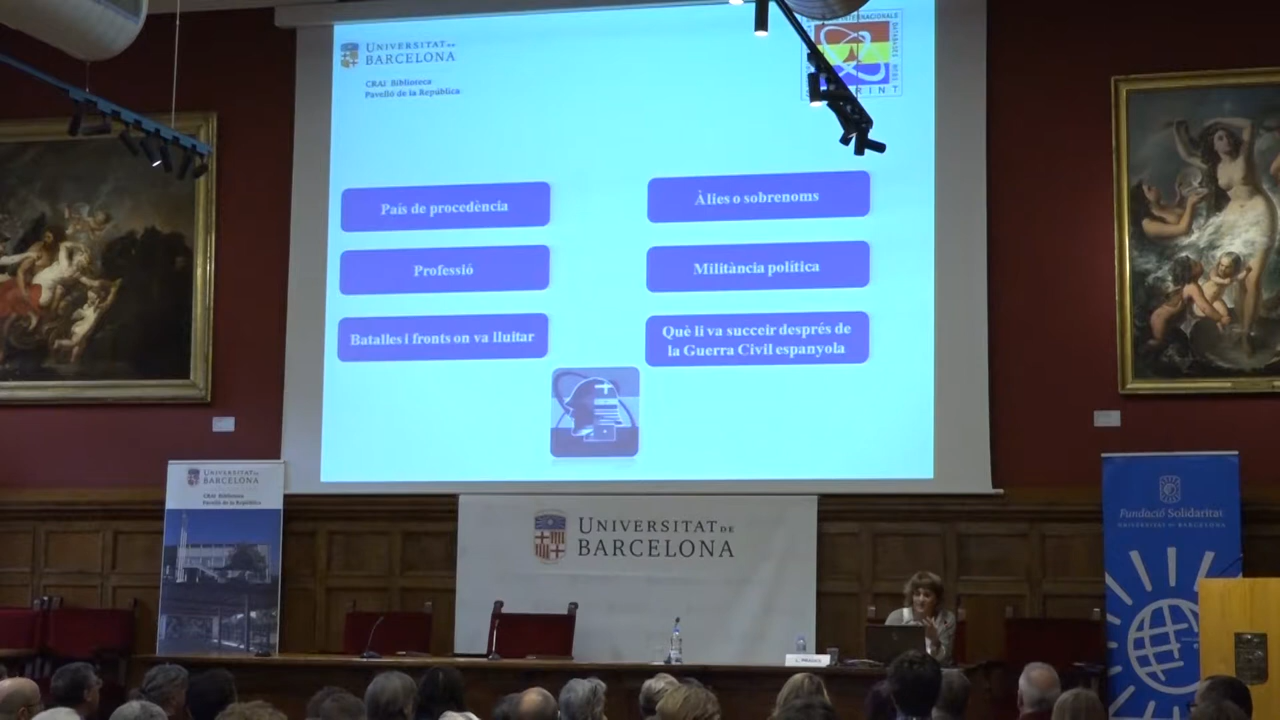 UNIVERSITAT DE
BARCELONA
CRAI Biblioteca
Pavelló de la República
INTERNACIONALS
PRINT
País de procedència
Àlies o sobrenoms
Professió
Militància política
Batalles i fronts on va lluitar
Què li va succeir després de
la Guerra Civil espanyola
UNIVERSITAT DE
BARCELONA
CRAI Biblioteca
Pavelló de la República
UNIVERSITAT DE
BARCELONA
Fundació Solidaritat
UNIVERSITAT DE BARCELONA